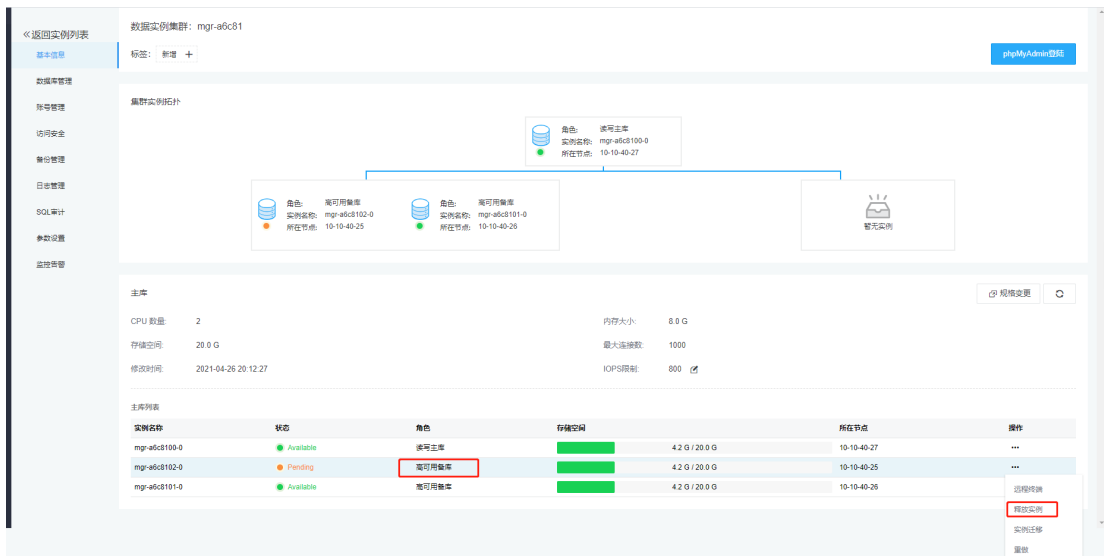 数据实例集群: mgr-a6c81
«返回实例列表
基本信息
标签: 新增 +
phpMyAdmin登陆
数据库管理
账号管理
访问安全
备份管理
日志管理
SQL审计
参数设置
监控告警
集群实例拓扑
角色: 读写主库
实例名称: mgr-a6c8100-0
所在节点: 10-10-40-27
角色: 高可用备库
实例名称: mgr-a6c8102-0
所在节点: 10-10-40-25
角色: 高可用备库
实例名称: mgr-a6c8101-0
所在节点: 10-10-40-26
暂无实例
主库
规格变更
CPU 数量: 2
内存大小: 8.0 G
存储空间: 20.0 G
最大连接数: 1000
修改时间: 2021-04-26 20:12:27
IOPS限制: 800
主库列表
实例名称 状态 角色 存储空间 所在节点 操作
mgr-a6c8100-0 Available 读写主库 4.2 G / 20.0 G 10-10-40-27 •••
mgr-a6c8102-0 Pending 高可用备库 4.2 G / 20.0 G 10-10-40-25 •••
mgr-a6c8101-0 Available 高可用备库 4.2 G / 20.0 G 10-10-40-26
远程终端
释放实例
实例迁移
重做